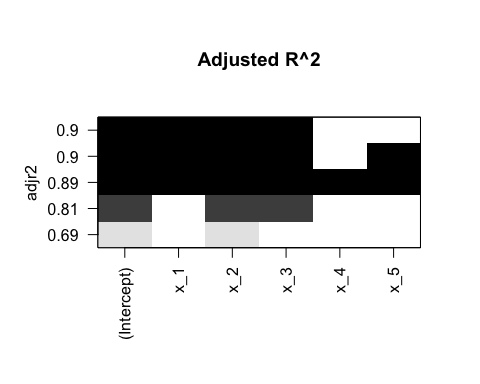 Adjusted R^2
adjr2
0.9
0.9
0.89
0.81
0.69
(Intercept)
x_1
x_2
x_3
x_4
x_5